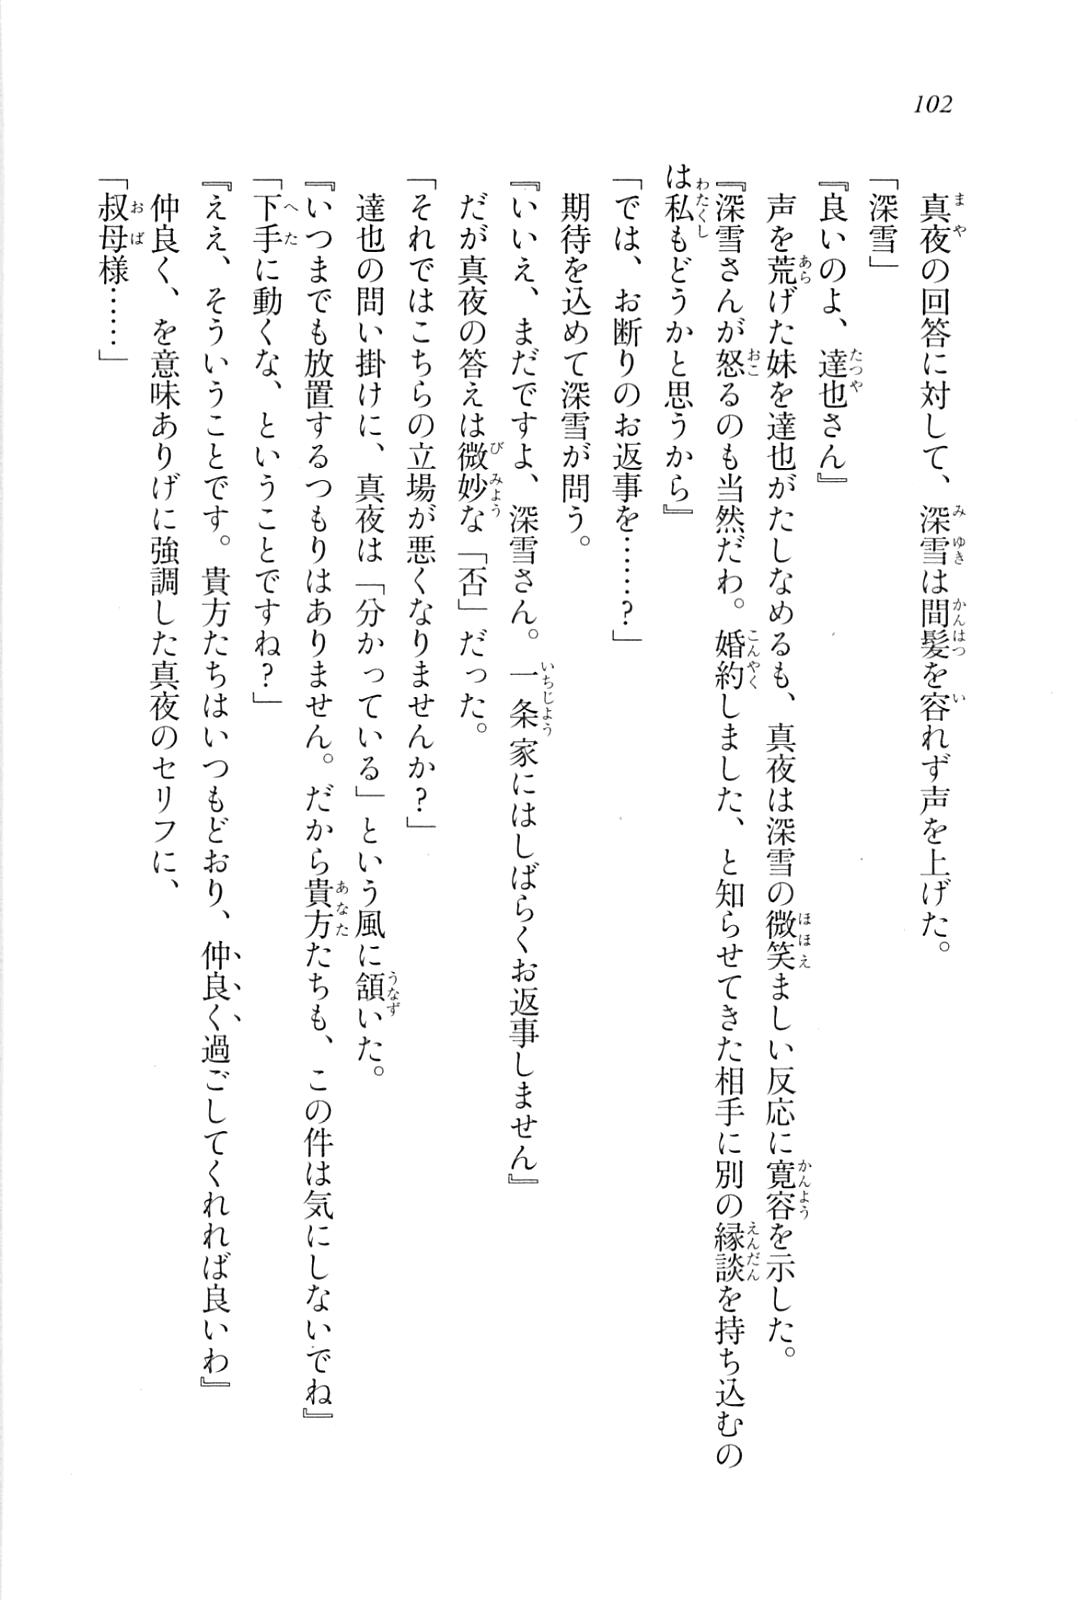 102
真夜の回答に対して、深雪は間髪を容れず声を上げた。
「深雪」
『良いのよ、達也さん』
声を荒げた妹を達也がたしなめるも、真夜は深雪の微笑ましい反応に寛容を示した。
『深雪さんが怒るのも当然だわ。婚約しました、と知らせてきた相手に別の縁談を持ち込むの
は私もどうかと思うから』
「では、お断りのお返事を……?」
期待を込めて深雪が問う。
『いいえ、まだですよ、深雪さん。一条家にはしばらくお返事しません』
だが真夜の答えは微妙な「否」だった。
「それではこちらの立場が悪くなりませんか?」
達也の問い掛けに、真夜は「分かっている」という風に頷いた。
『いつまでも放置するつもりはありません。だから貴方たちも、この件は気にしないでね』
「下手に動くな、ということですね?」
『ええ、そういうことです。貴方たちはいつもどおり、仲良く過ごしてくれれば良いわ』
仲良く、を意味ありげに強調した真夜のセリフに、
「叔母様……」